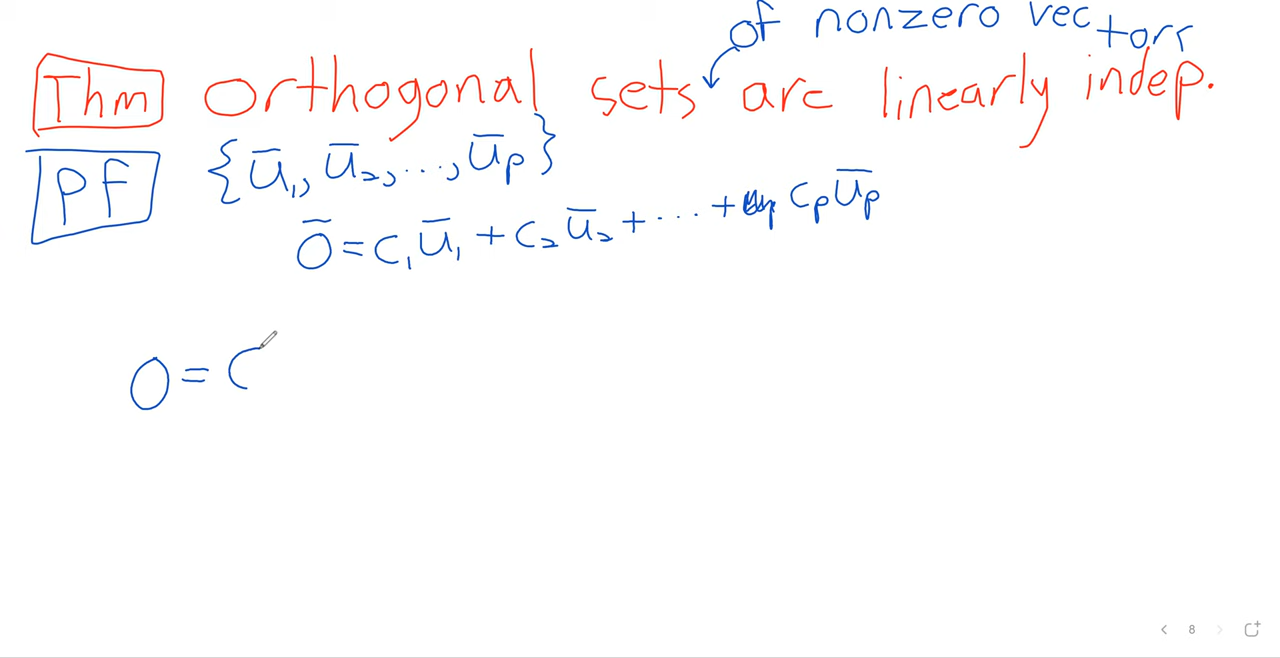 of nonzero vectors
Thm Orthogonal sets are linearly indep.
Pf {ū₁, ū₂, ..., ūₚ}
0̄ = c₁ū₁ + c₂ū₂ + ... + cₚūₚ
0 = C
8